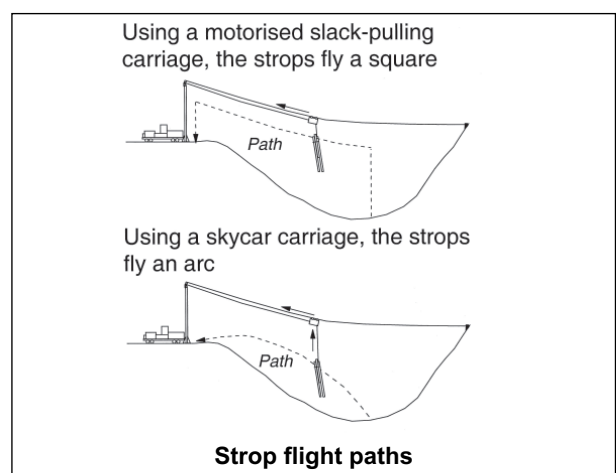 Using a motorised slack-pulling
carriage, the strops fly a square
Path
Using a skycar carriage, the strops
fly an arc
Path
Strop flight paths